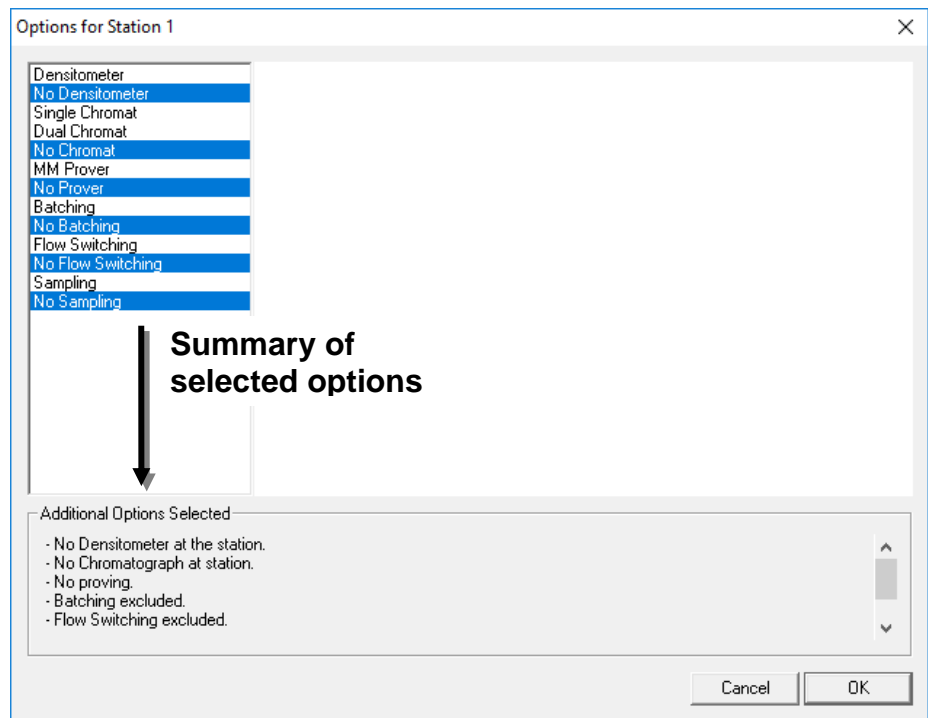 Options for Station 1
Densitometer
No Densitometer
Single Chromat
Dual Chromat
No Chromat
MM Prover
No Prover
Batching
No Batching
Flow Switching
No Flow Switching
Sampling
No Sampling
Summary of
selected options
Additional Options Selected
- No Densitometer at the station.
- No Chromatograph at station.
- No proving.
- Batching excluded.
- Flow Switching excluded.
Cancel
OK